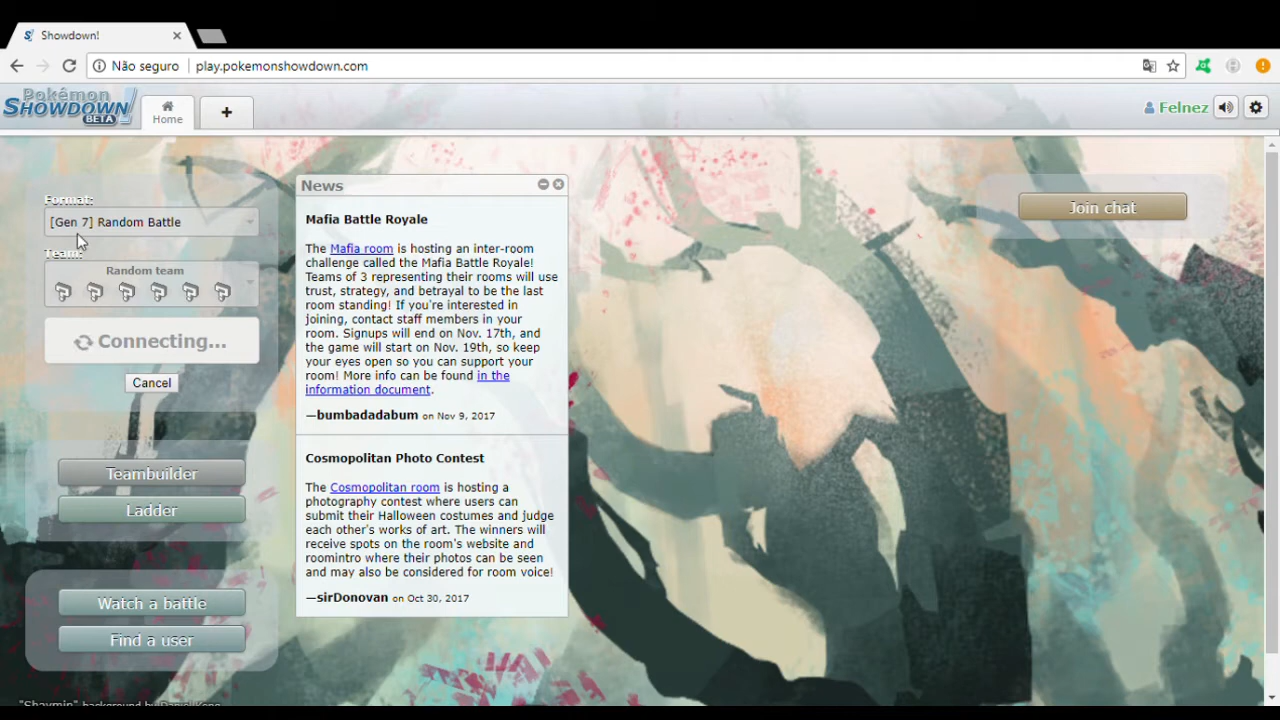 Showdown!
Não seguro
play.pokemonshowdown.com
Pokémon
SHOWDOWN!
BETA
Home
Felnez
Format:
[Gen 7] Random Battle
Team:
Random team
Connecting...
Cancel
Teambuilder
Ladder
Watch a battle
Find a user
News
Mafia Battle Royale
The Mafia room is hosting an inter-room
challenge called the Mafia Battle Royale!
Teams of 3 representing their rooms will use
trust, strategy, and betrayal to be the last
room standing! If you're interested in
joining, contact staff members in your
room. Signups will end on Nov. 17th, and
the game will start on Nov. 19th, so keep
your eyes open so you can support your
room! More info can be found in the
information document.
—bumbadadabum on Nov 9, 2017
Cosmopolitan Photo Contest
The Cosmopolitan room is hosting a
photography contest where users can
submit their Halloween costumes and judge
each other's works of art. The winners will
receive spots on the room's website and
roomintro where their photos can be seen
and may also be considered for room voice!
—sirDonovan on Oct 30, 2017
Join chat
"Shaymin" background by